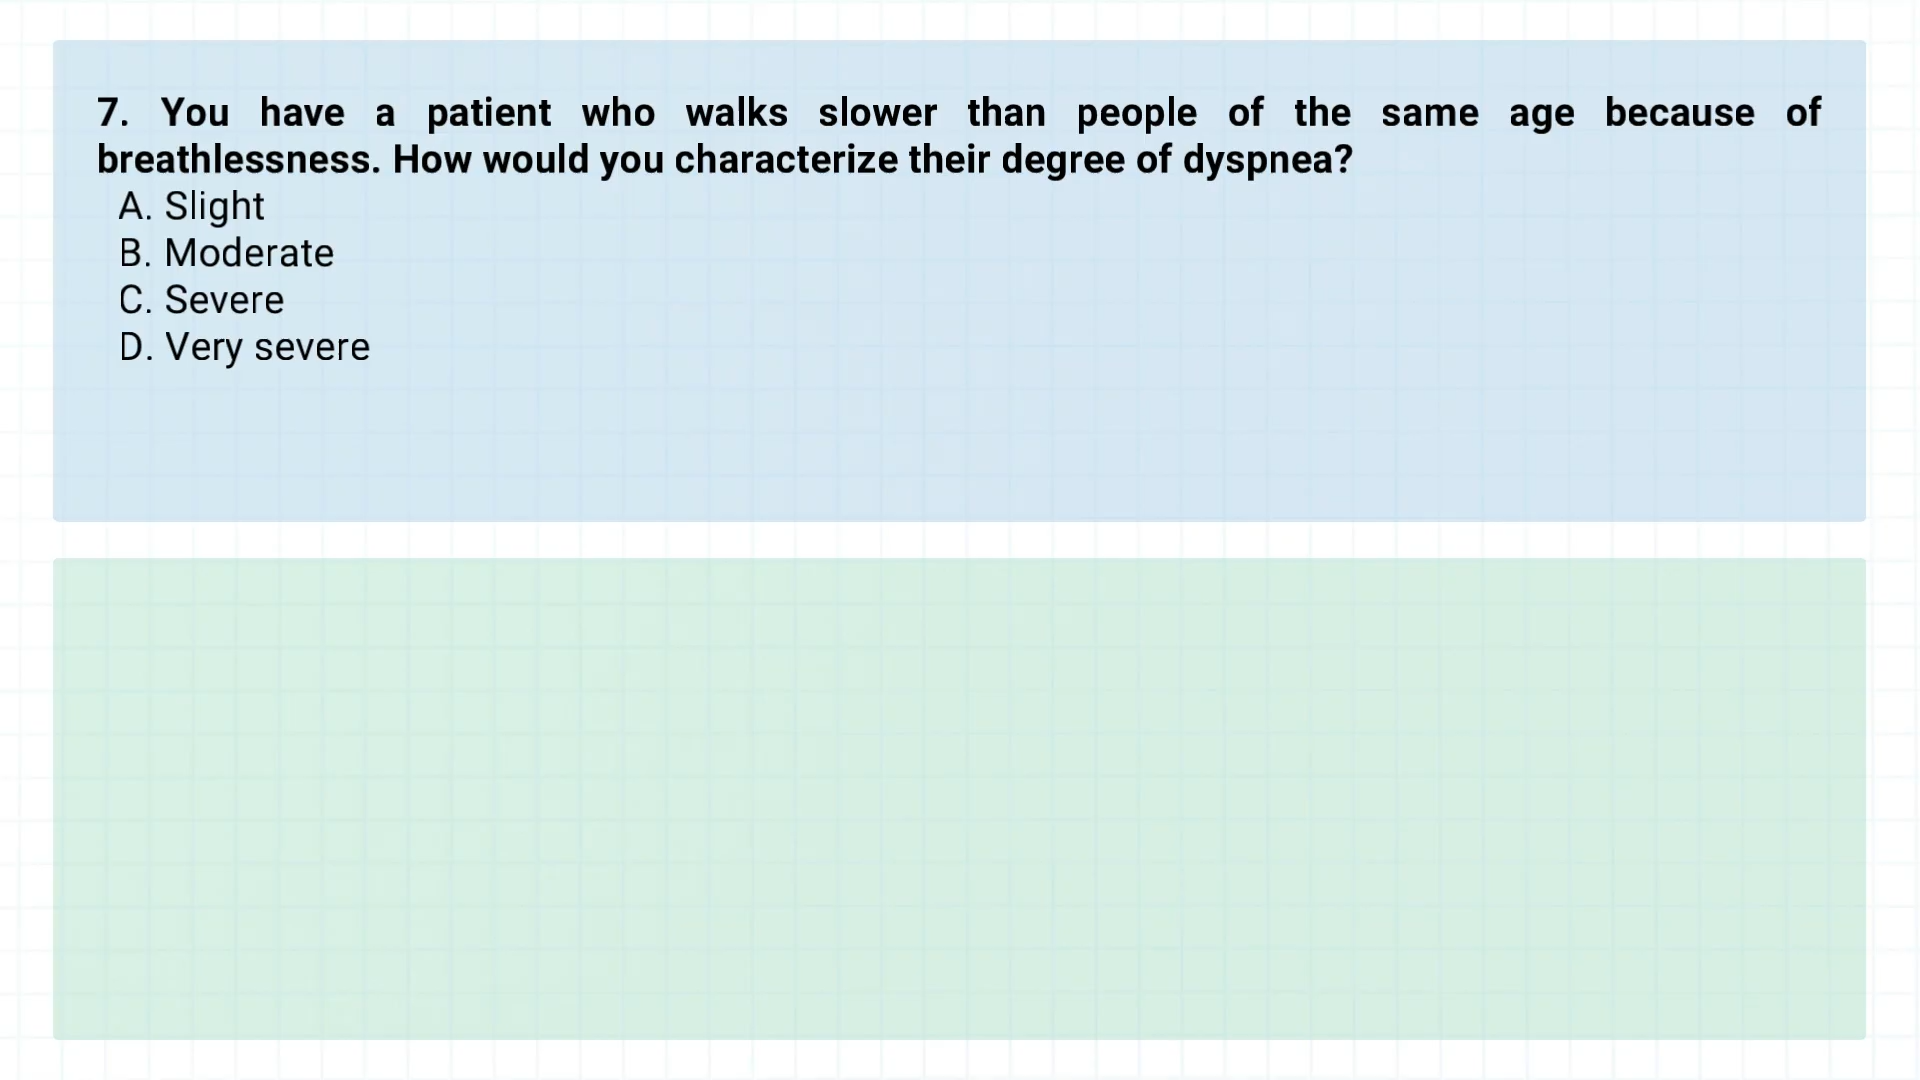 7. You have a patient who walks slower than people of the same age because of
breathlessness. How would you characterize their degree of dyspnea?
A. Slight
B. Moderate
C. Severe
D. Very severe